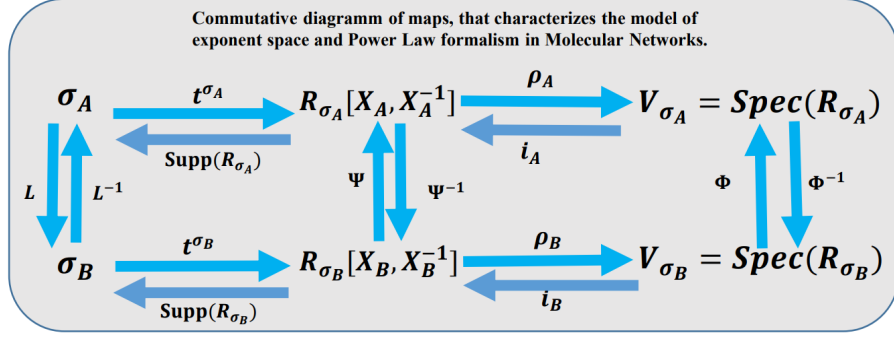 Commutative diagramm of maps, that characterizes the model of
exponent space and Power Law formalism in Molecular Networks.
σ_A t^{σ_A} R_{σ_A}[X_A, X_A^{-1}] ρ_A V_{σ_A} = Spec(R_{σ_A})
Supp(R_{σ_A}) i_A
L L^{-1} Ψ Ψ^{-1} Φ Φ^{-1}
σ_B t^{σ_B} R_{σ_B}[X_B, X_B^{-1}] ρ_B V_{σ_B} = Spec(R_{σ_B})
Supp(R_{σ_B}) i_B